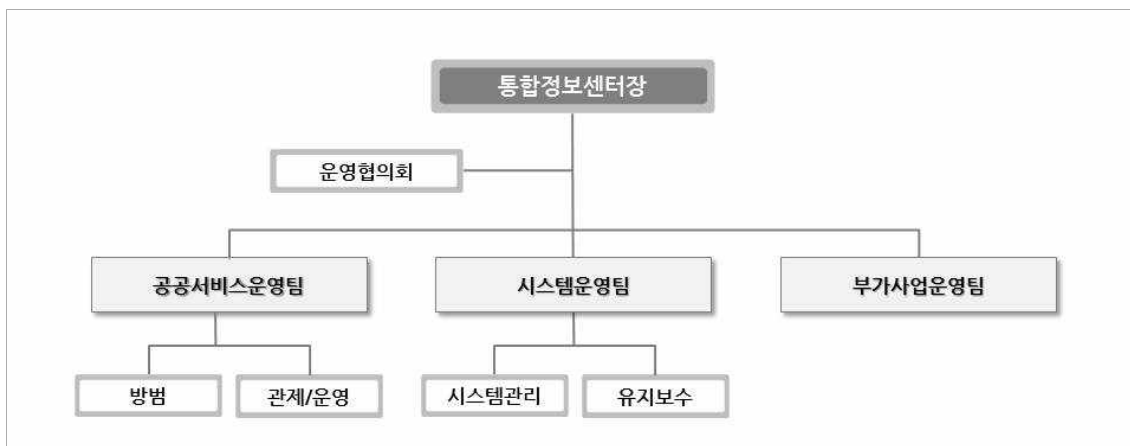 통합정보센터장
운영협의회
공공서비스운영팀
시스템운영팀
부가사업운영팀
방범
관제/운영
시스템관리
유지보수